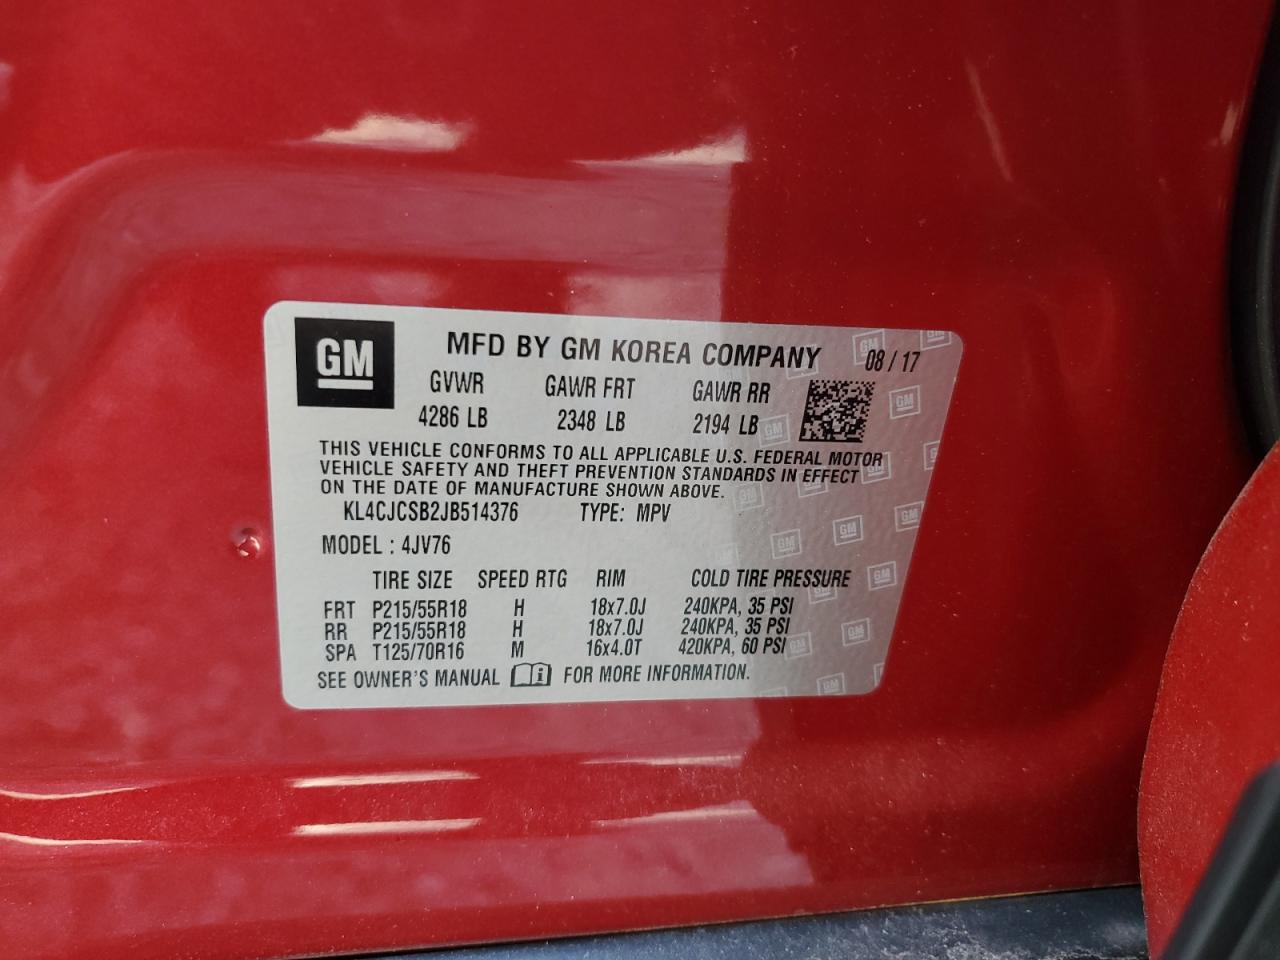 GM
MFD BY GM KOREA COMPANY 08 / 17
GVWR GAWR FRT GAWR RR
4286 LB 2348 LB 2194 LB
THIS VEHICLE CONFORMS TO ALL APPLICABLE U.S. FEDERAL MOTOR
VEHICLE SAFETY AND THEFT PREVENTION STANDARDS IN EFFECT
ON THE DATE OF MANUFACTURE SHOWN ABOVE.
KL4CJCSB2JB514376 TYPE: MPV
MODEL : 4JV76
TIRE SIZE SPEED RTG RIM COLD TIRE PRESSURE
FRT P215/55R18 H 18x7.0J 240KPA, 35 PSI
RR P215/55R18 H 18x7.0J 240KPA, 35 PSI
SPA T125/70R16 M 16x4.0T 420KPA, 60 PSI
SEE OWNER'S MANUAL i FOR MORE INFORMATION.